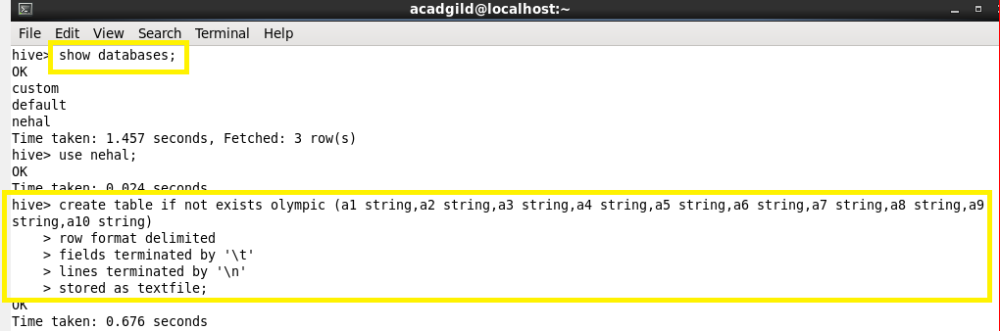 acadgild@localhost:~
File Edit View Search Terminal Help
hive> show databases;
OK
custom
default
nehal
Time taken: 1.457 seconds, Fetched: 3 row(s)
hive> use nehal;
OK
Time taken: 0.024 seconds
hive> create table if not exists olympic (a1 string,a2 string,a3 string,a4 string,a5 string,a6 string,a7 string,a8 string,a9
string,a10 string)
    > row format delimited
    > fields terminated by '\t'
    > lines terminated by '\n'
    > stored as textfile;
OK
Time taken: 0.676 seconds